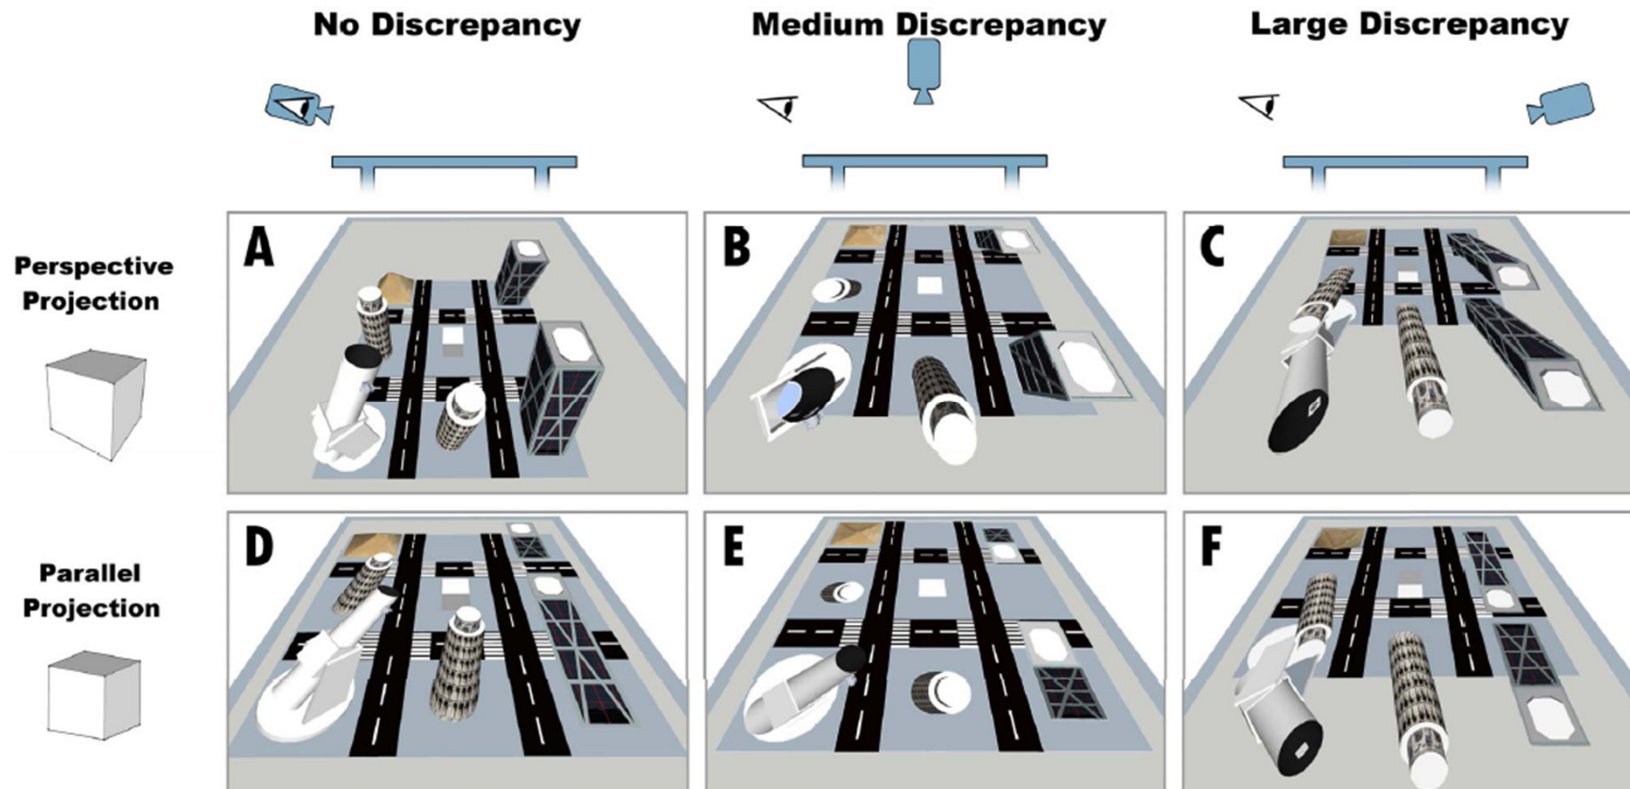 No Discrepancy
Medium Discrepancy
Large Discrepancy
Perspective
Projection
A
B
C
Parallel
Projection
D
E
F